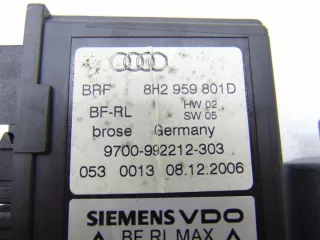 BRF 8H2 959 801D
BF-RL HW 02
SW 05
brose Germany
9700-992212-303
053 0013 08.12.2006
SIEMENS VDO
BF RL MAX